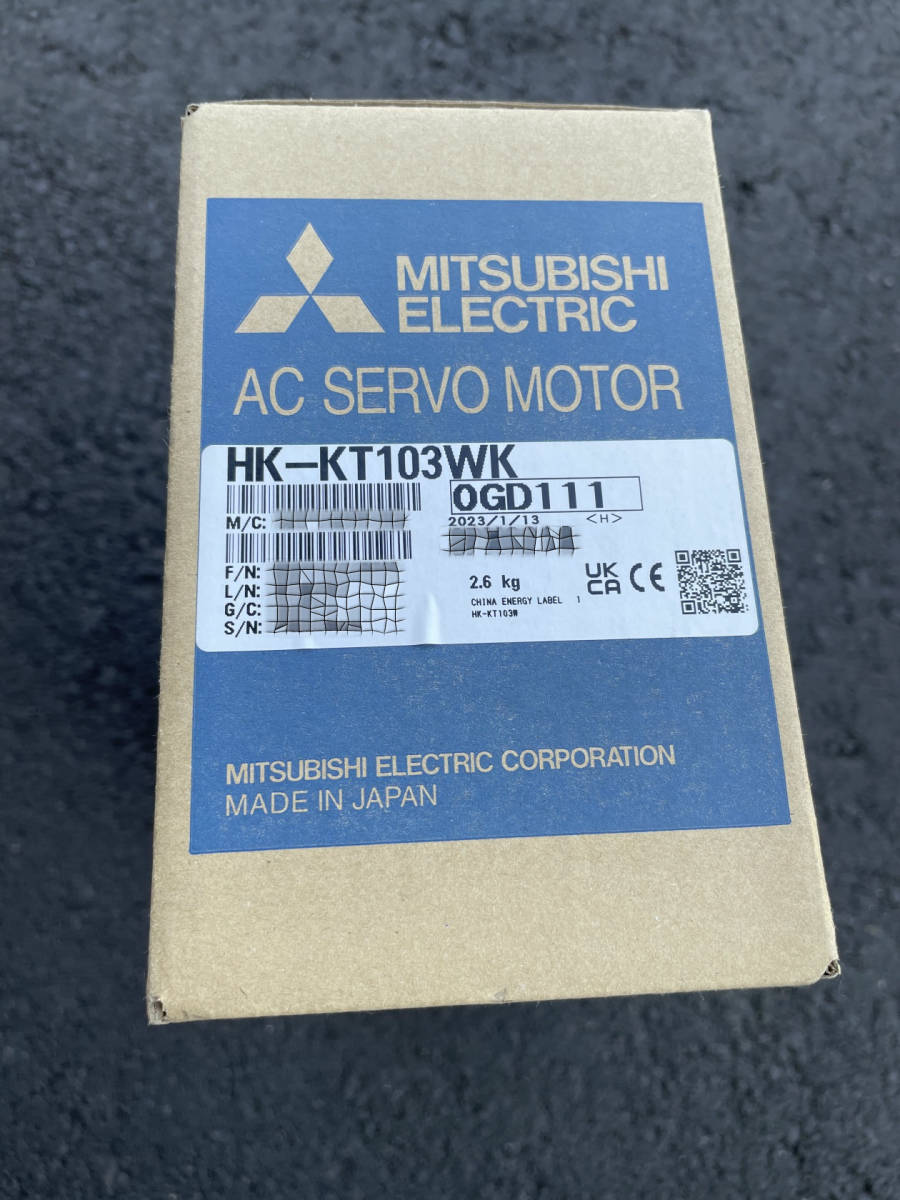 MITSUBISHI
ELECTRIC
AC SERVO MOTOR
HK-KT103WK
0GD111
M/C:
2023/1/13 <H>
F/N:
L/N:
G/C:
S/N:
2.6 kg
UK
CA CE
CHINA ENERGY LABEL 1
HK-KT103W
MITSUBISHI ELECTRIC CORPORATION
MADE IN JAPAN